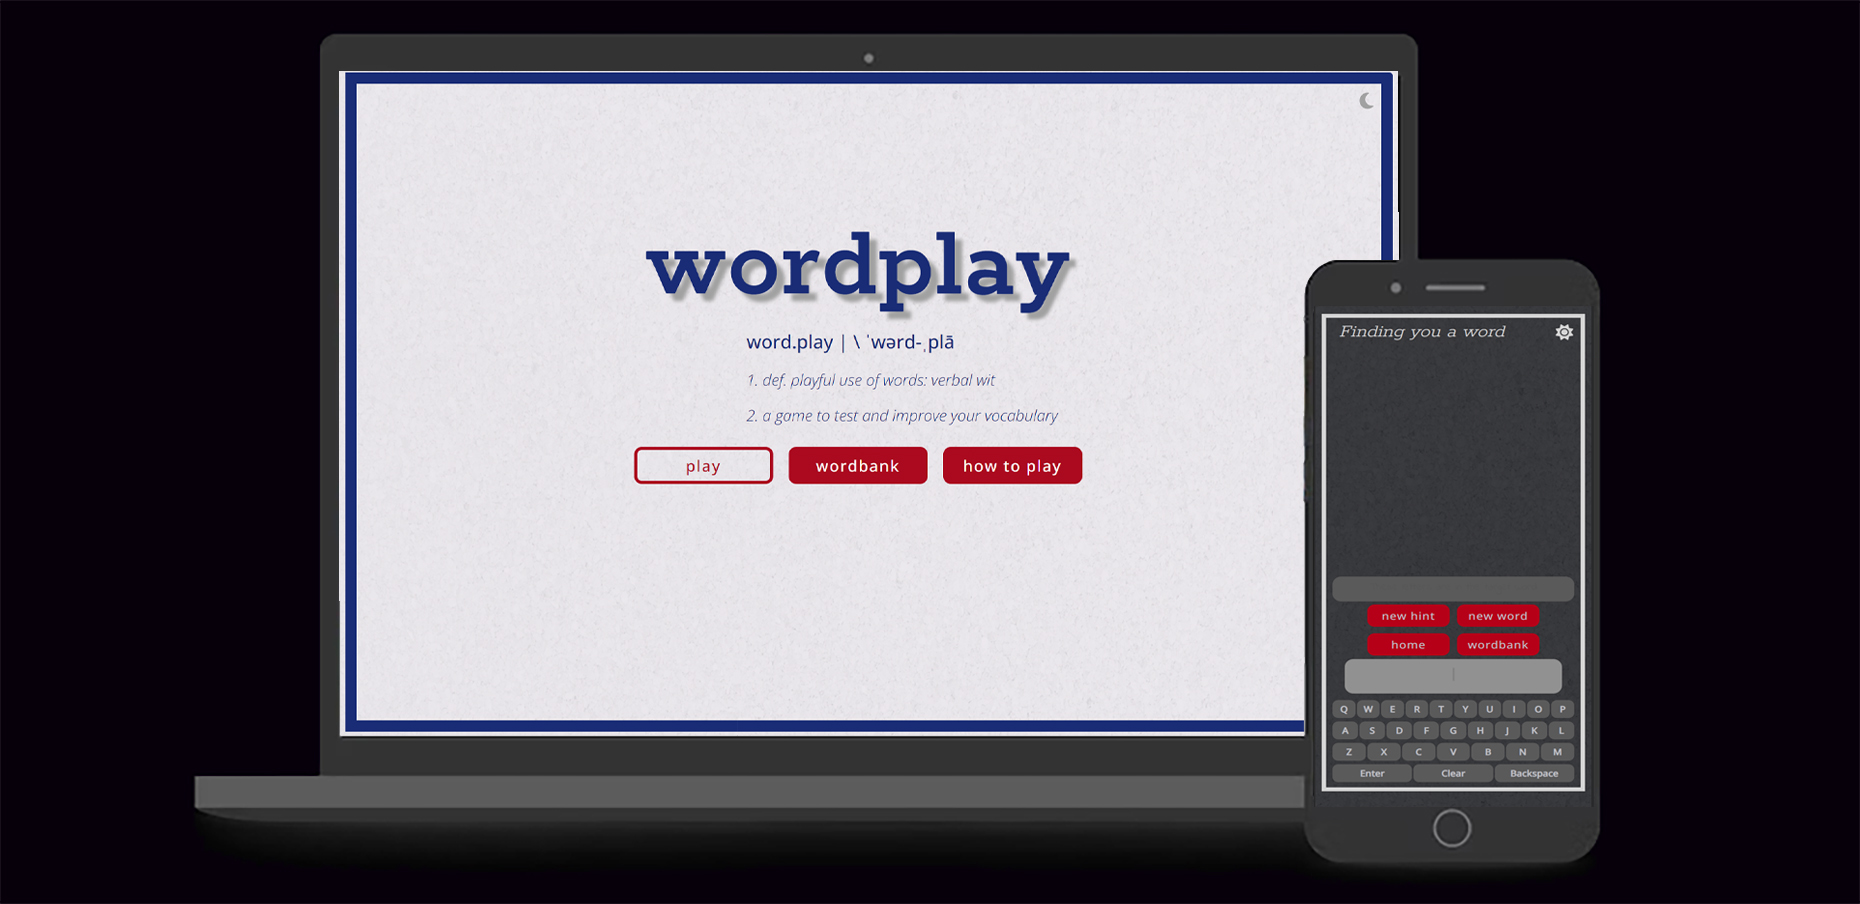 wordplay
word.play | \ ˈwərd-ˌplā
1. def. playful use of words: verbal wit
2. a game to test and improve your vocabulary
play wordbank how to play
Finding you a word
new hint new word
home wordbank
Q W E R T Y U I O P
A S D F G H J K L
Z X C V B N M
Enter Clear Backspace